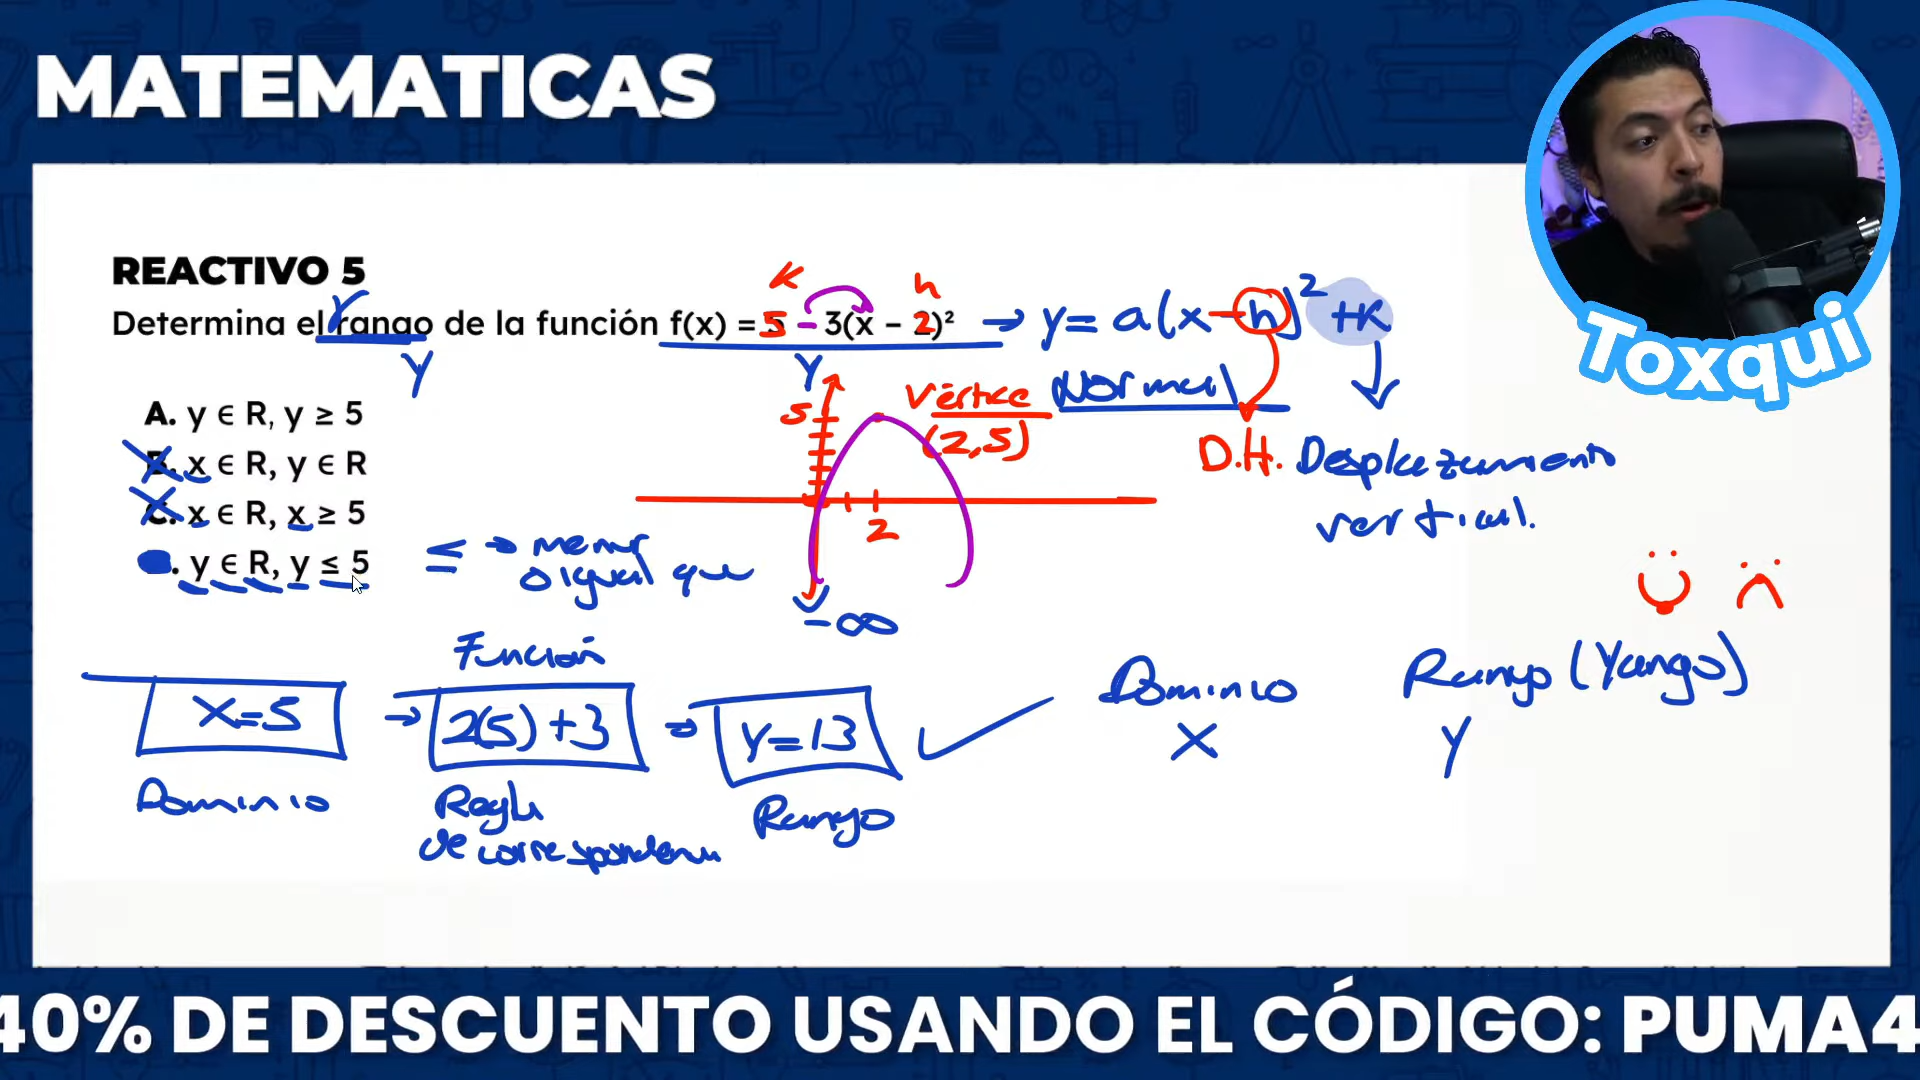 MATEMATICAS
REACTIVO 5
K h
Determina el rango de la función f(x) = 5 - 3(x - 2)² → y = a(x - h)² + K
Y
Y
A. y ∈ R, y ≥ 5
B. x ∈ R, y ∈ R
C. x ∈ R, x ≥ 5
. y ∈ R, y ≤ 5
≤ → menor
o igual que
5
Vértice
(2,5)
Normal
2
-∞
D.H. Desplazamiento
vertical.
Función
X=5 → 2(5)+3 → Y=13
Dominio
Regla
de correspondencia
Rango
Dominio
X
Rango (Yango)
Y
Toxqui
40% DE DESCUENTO USANDO EL CÓDIGO: PUMA4